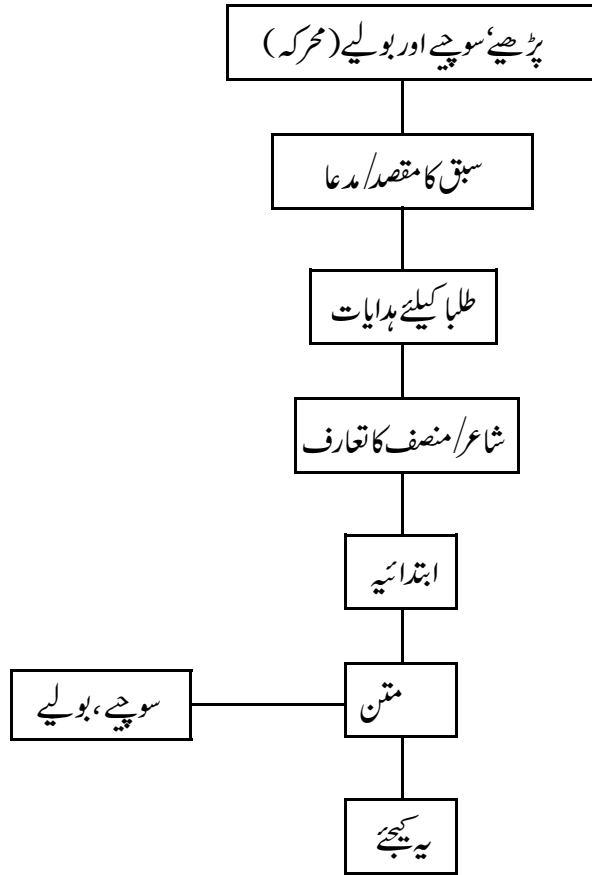 پڑھیے، سوچیے اور بولیے (محرکہ)
سبق کا مقصد/ مدعا
طلبا کیلئے ہدایات
شاعر/ منصف کا تعارف
ابتدائیہ
متن
سوچیے، بولیے
یہ کیجئے